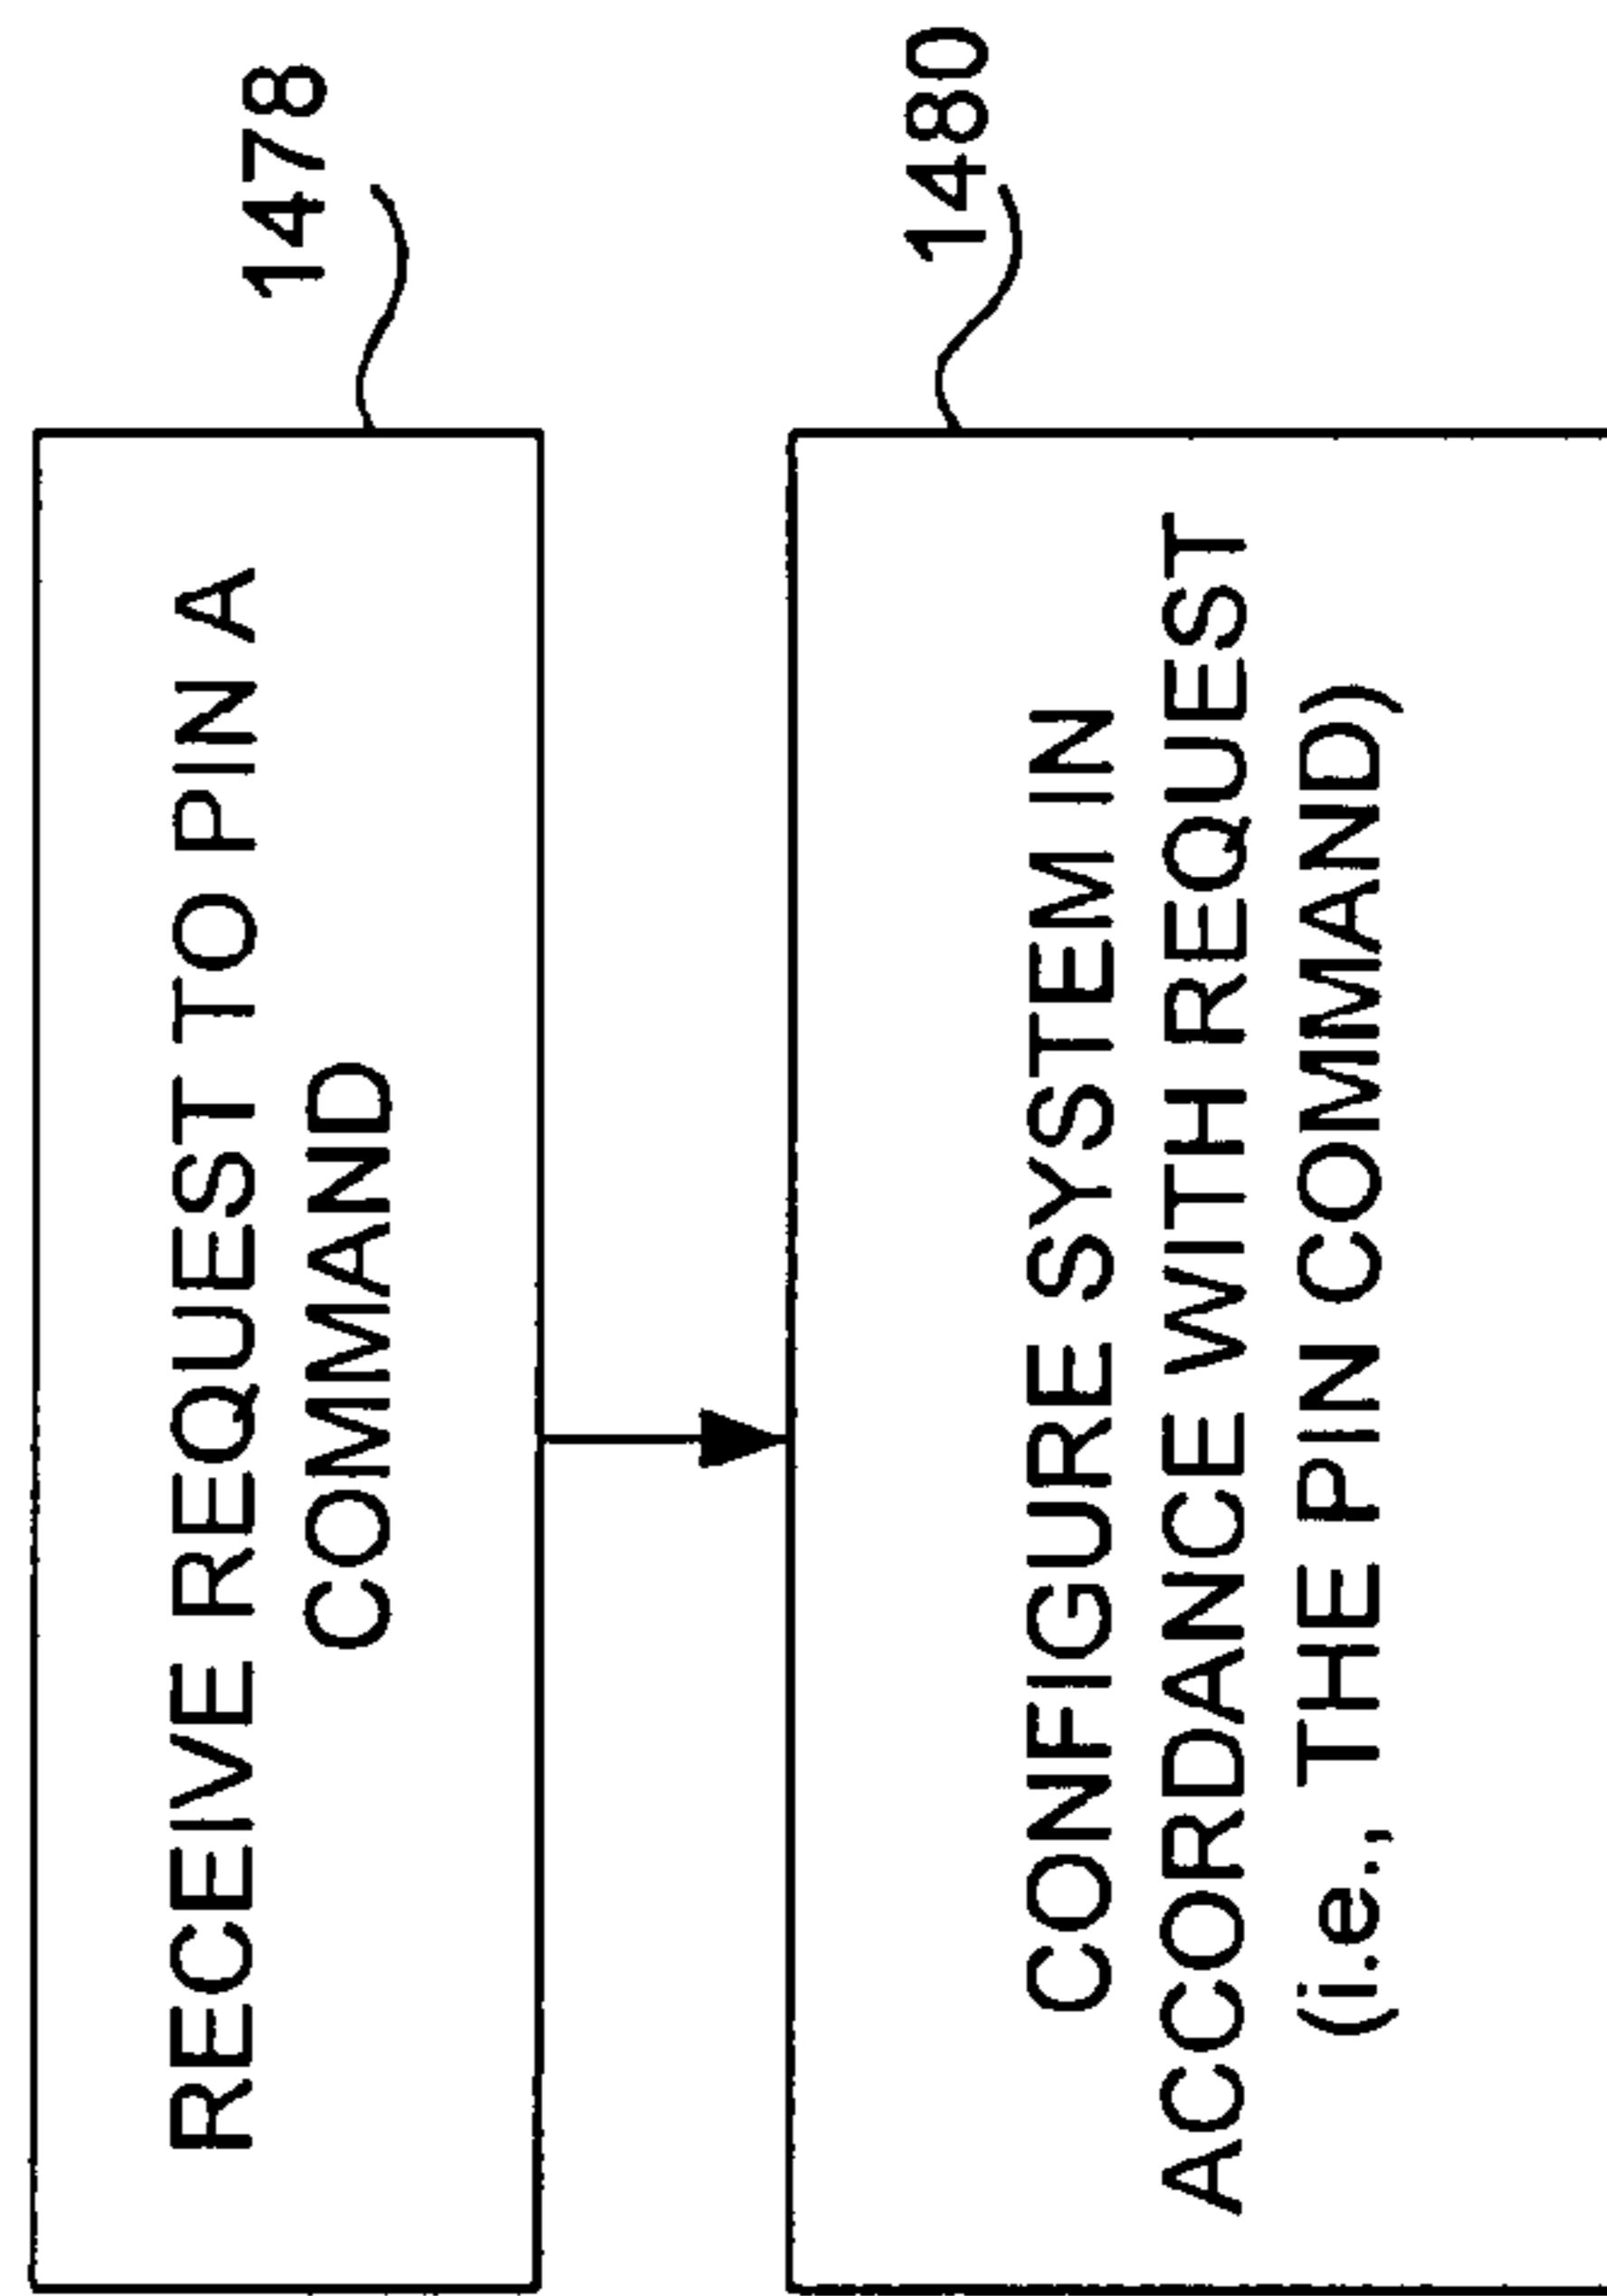 RECEIVE REQUEST TO PIN A
COMMAND
1478
CONFIGURE SYSTEM IN
ACCORDANCE WITH REQUEST
(i.e., THE PIN COMMAND)
1480